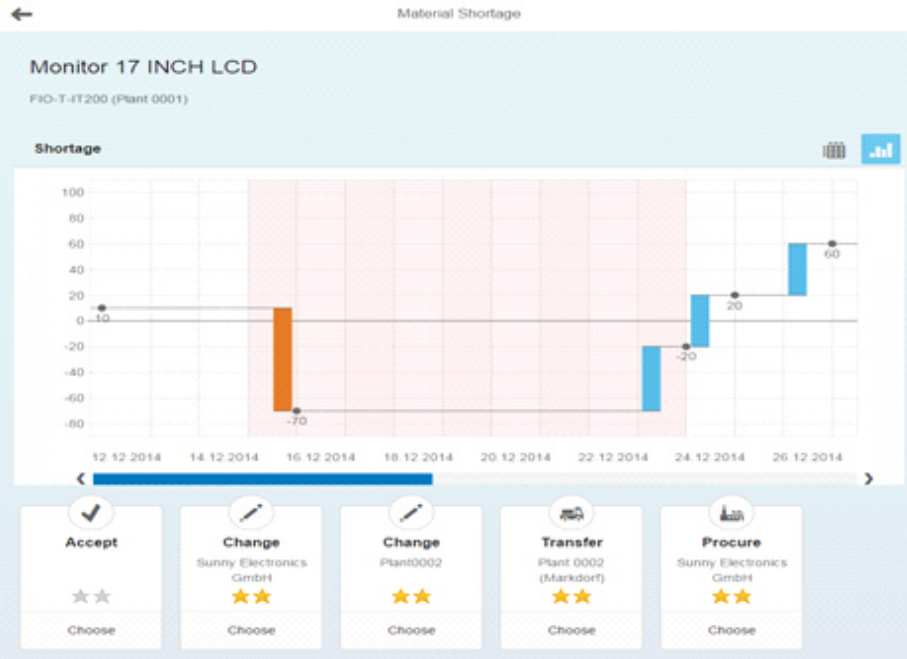 Material Shortage
Monitor 17 INCH LCD
FIO-T-IT200 (Plant 0001)
Shortage
100
80
60
40
20
0
-20
-40
-60
-80
10
-70
-20
20
60
12.12.2014 14.12.2014 16.12.2014 18.12.2014 20.12.2014 22.12.2014 24.12.2014 26.12.2014
Accept
Choose
Change
Sunny Electronics
GmbH
Choose
Change
Plant0002
Choose
Transfer
Plant 0002
(Markdorf)
Choose
Procure
Sunny Electronics
GmbH
Choose